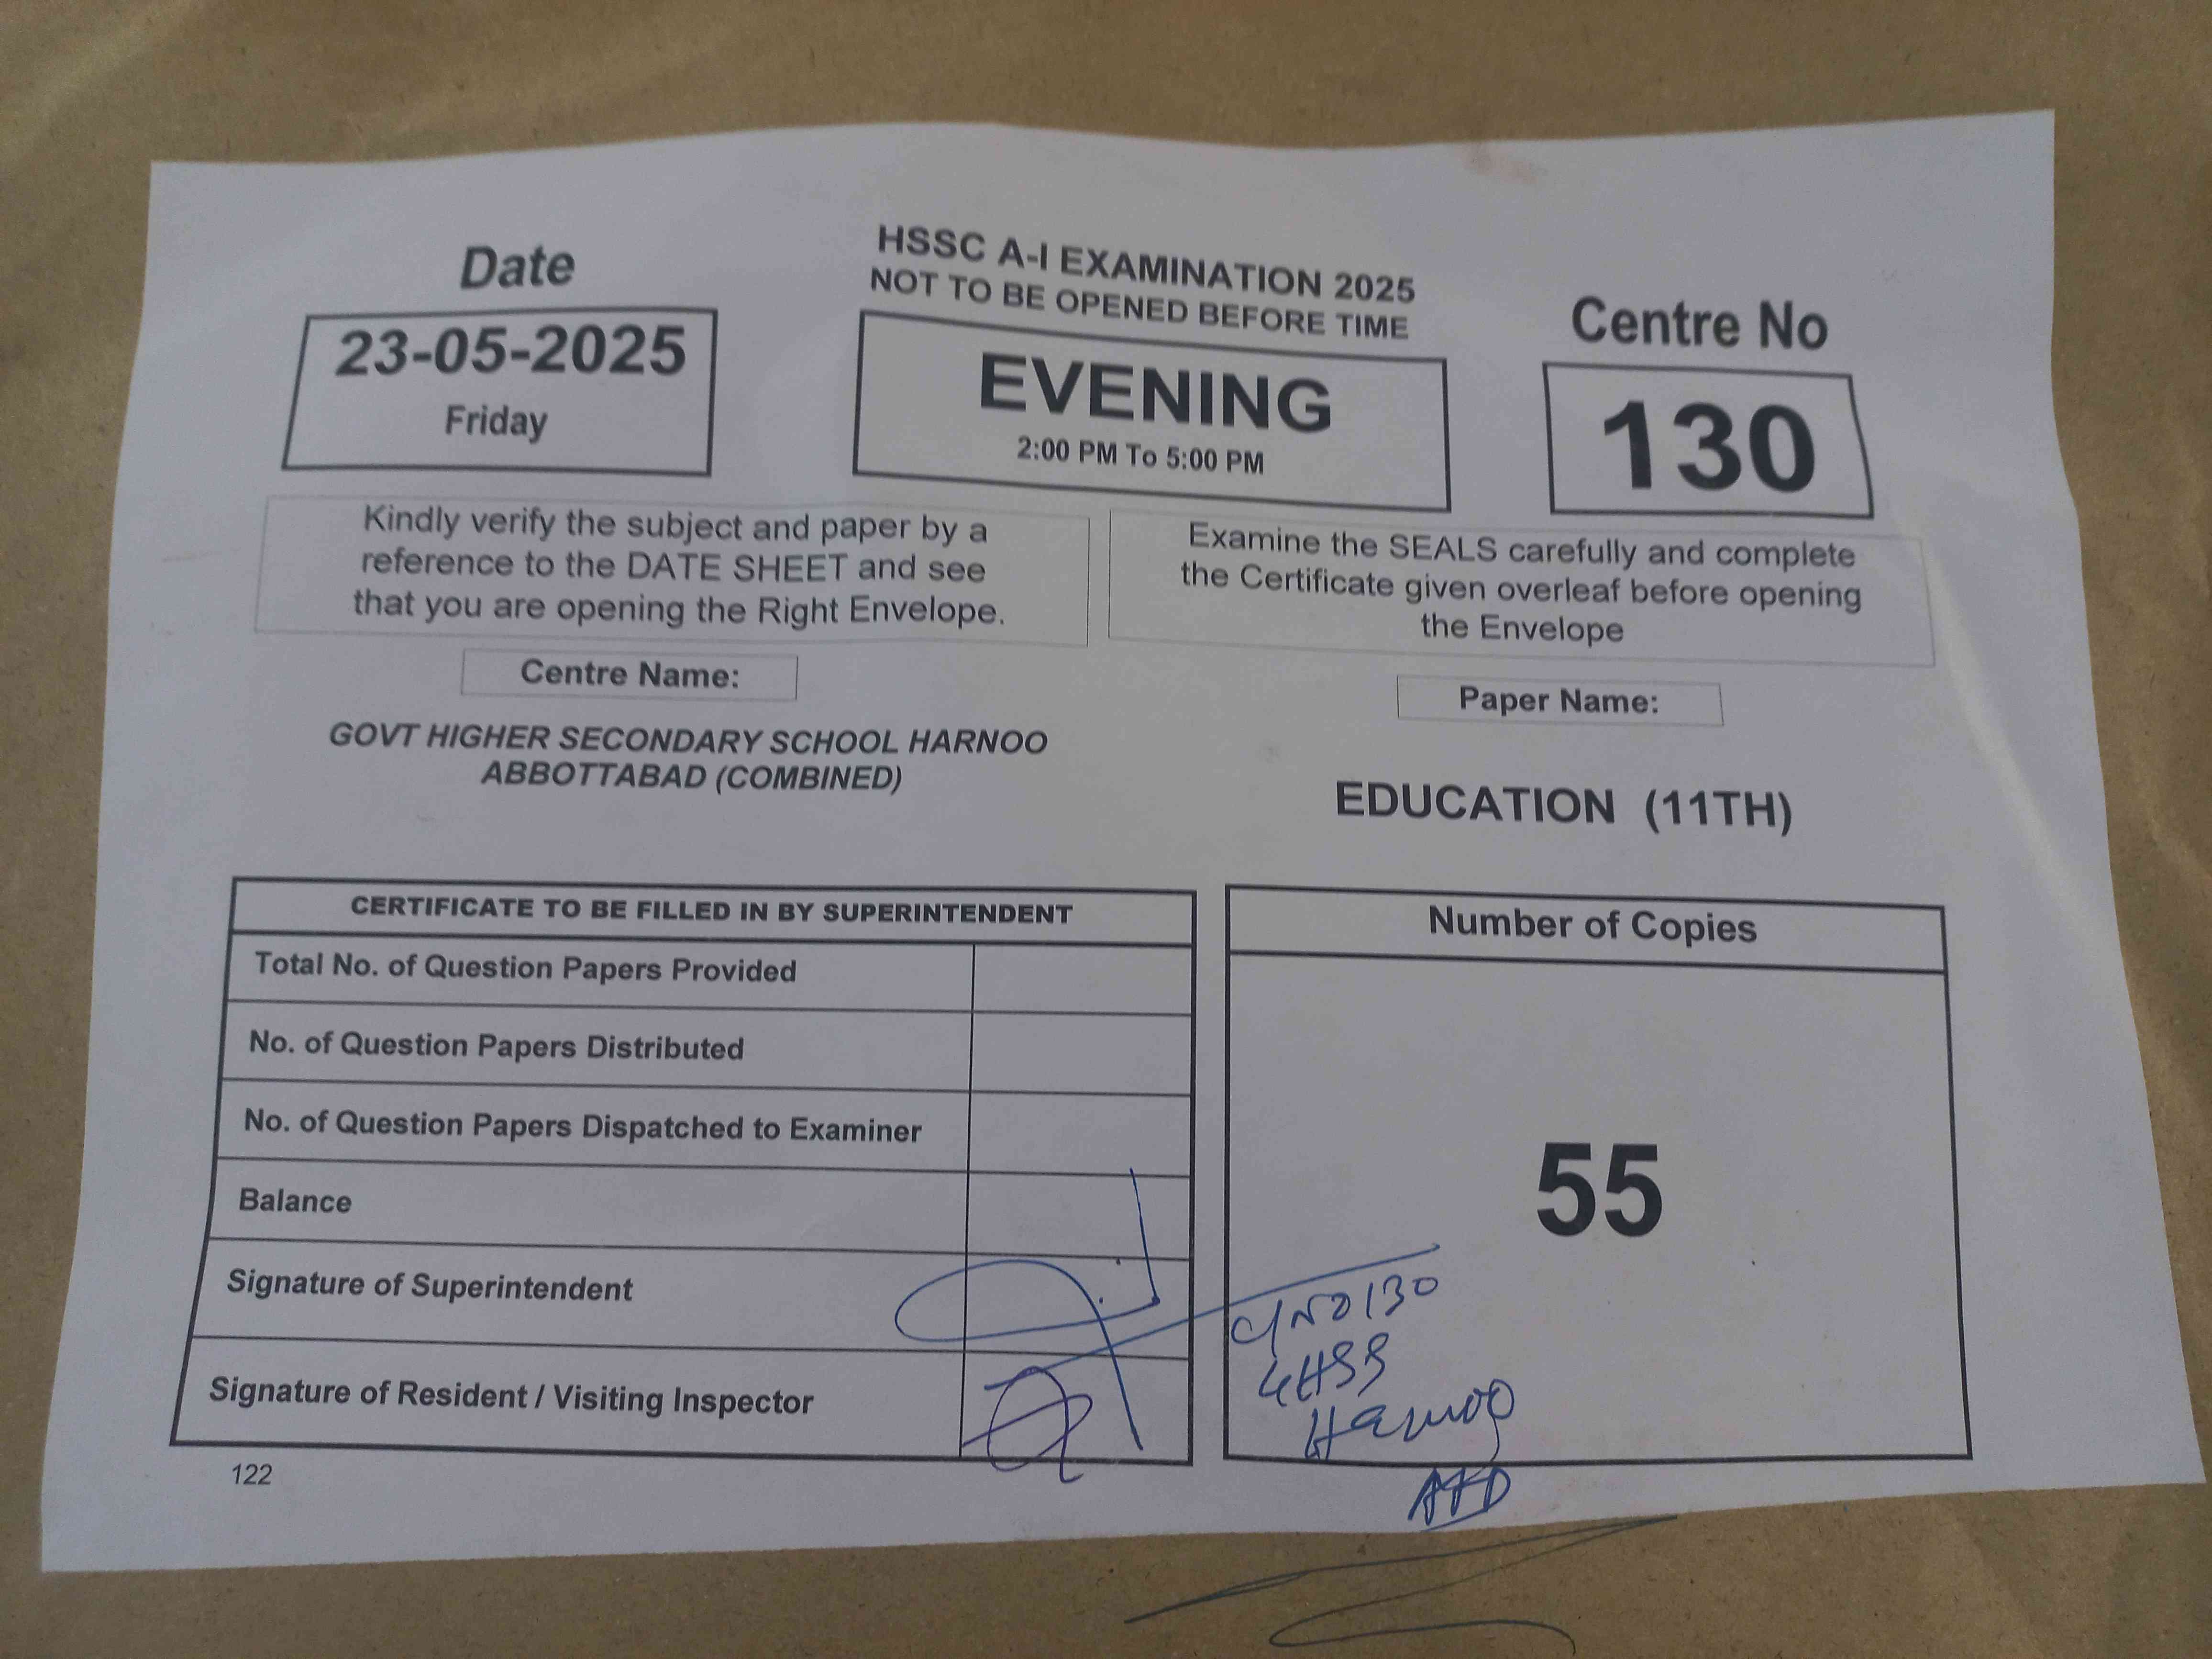 Date
23-05-2025
Friday
HSSC A-I EXAMINATION 2025
NOT TO BE OPENED BEFORE TIME
EVENING
2:00 PM To 5:00 PM
Centre No
130
Kindly verify the subject and paper by a
reference to the DATE SHEET and see
that you are opening the Right Envelope.
Examine the SEALS carefully and complete
the Certificate given overleaf before opening
the Envelope
Centre Name:
GOVT HIGHER SECONDARY SCHOOL HARNOO
ABBOTTABAD (COMBINED)
Paper Name:
EDUCATION (11TH)
CERTIFICATE TO BE FILLED IN BY SUPERINTENDENT
Total No. of Question Papers Provided
No. of Question Papers Distributed
No. of Question Papers Dispatched to Examiner
Balance
Signature of Superintendent
Signature of Resident / Visiting Inspector
122
Number of Copies
55
C/NO 130
GHSS
Harnoo
ATD